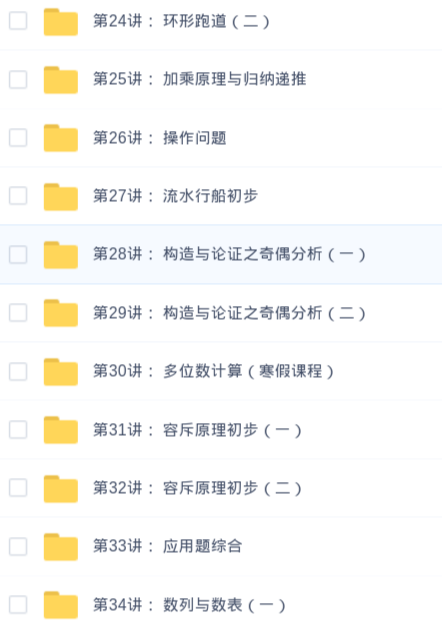 第24讲：环形跑道（二）
第25讲：加乘原理与归纳递推
第26讲：操作问题
第27讲：流水行船初步
第28讲：构造与论证之奇偶分析（一）
第29讲：构造与论证之奇偶分析（二）
第30讲：多位数计算（寒假课程）
第31讲：容斥原理初步（一）
第32讲：容斥原理初步（二）
第33讲：应用题综合
第34讲：数列与数表（一）